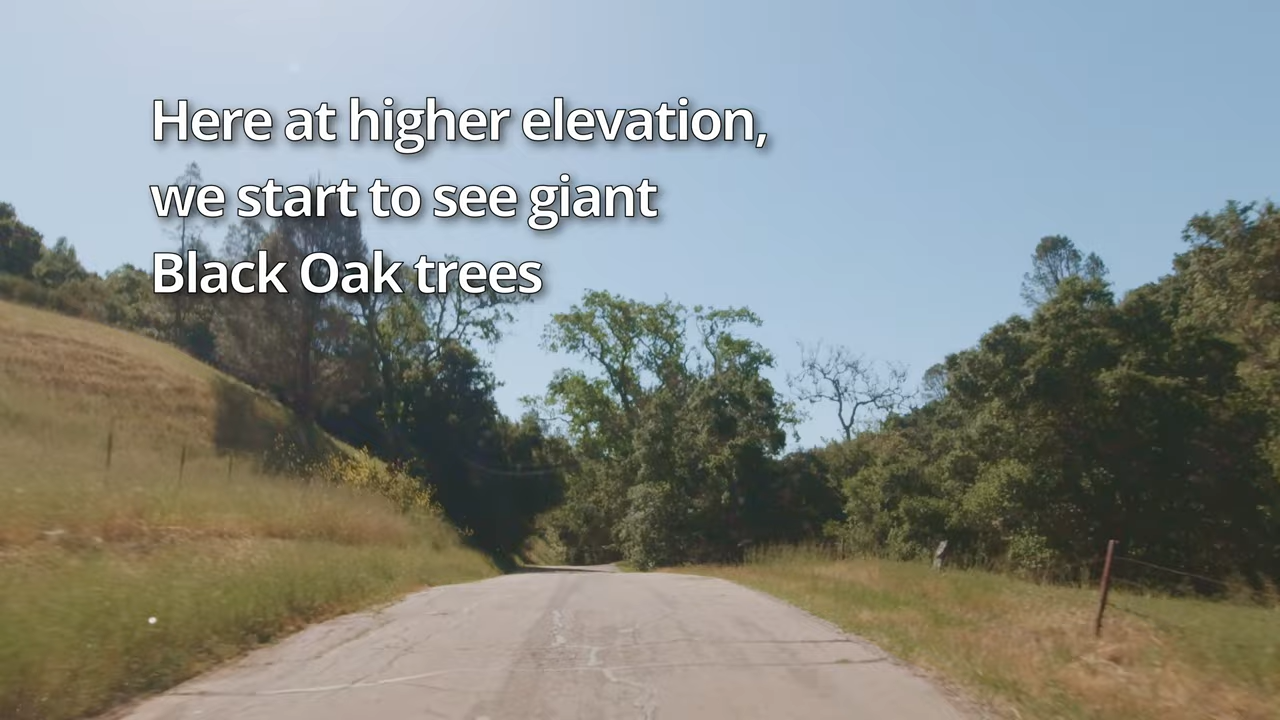 Here at higher elevation,
we start to see giant
Black Oak trees